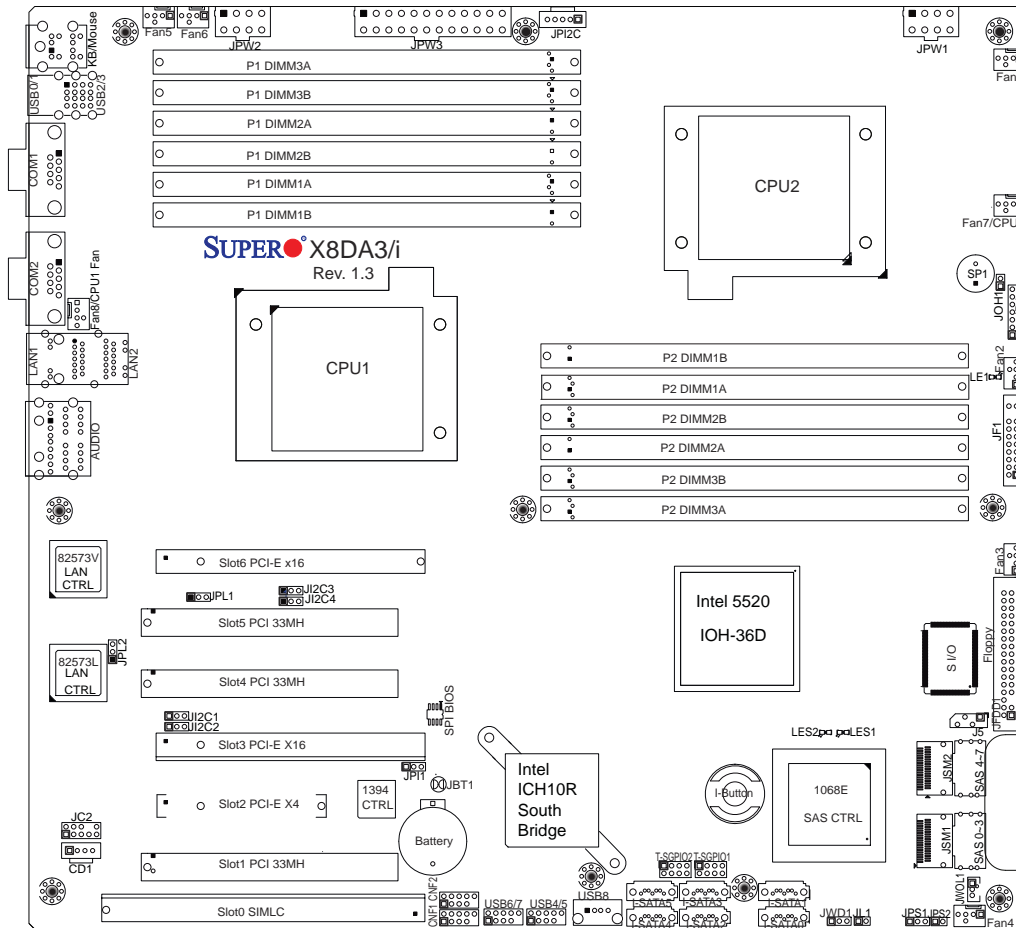 Fan5
Fan6
JPW2
JPW3
JPI2C
JPW1
Fan
KB/Mouse
USB0/1
USB2/3
COM1
COM2
Fan8/CPU1 Fan
LAN1
LAN2
AUDIO
P1 DIMM3A
P1 DIMM3B
P1 DIMM2A
P1 DIMM2B
P1 DIMM1A
P1 DIMM1B
SUPER X8DA3/i
Rev. 1.3
CPU2
Fan7/CPU
SP1
JOH1
Fan2
LE1
JF1
CPU1
P2 DIMM1B
P2 DIMM1A
P2 DIMM2B
P2 DIMM2A
P2 DIMM3B
P2 DIMM3A
82573V
LAN
CTRL
Slot6 PCI-E x16
JPL1
JI2C3
JI2C4
Slot5 PCI 33MH
JPL2
82573L
LAN
CTRL
Slot4 PCI 33MH
JI2C1
JI2C2
Slot3 PCI-E X16
SPI BIOS
JPI1
Slot2 PCI-E X4
1394
CTRL
JBT1
Battery
JC2
CD1
Slot1 PCI 33MH
Slot0 SIMLC
Intel 5520
IOH-36D
Fan3
Floppy
JFDD1
S I/O
J5
LES2
LES1
Intel
ICH10R
South
Bridge
I-Button
1068E
SAS CTRL
JSM2
SAS 4~7
JSM1
SAS 0~3
T-SGPIO2
T-SGPIO1
CNF1
CNF2
USB6/7
USB4/5
USB8
I-SATA5
I-SATA3
I-SATA1
I-SATA4
I-SATA2
I-SATA0
JWD1
JL1
JPS1
JPS2
JWOL1
Fan4